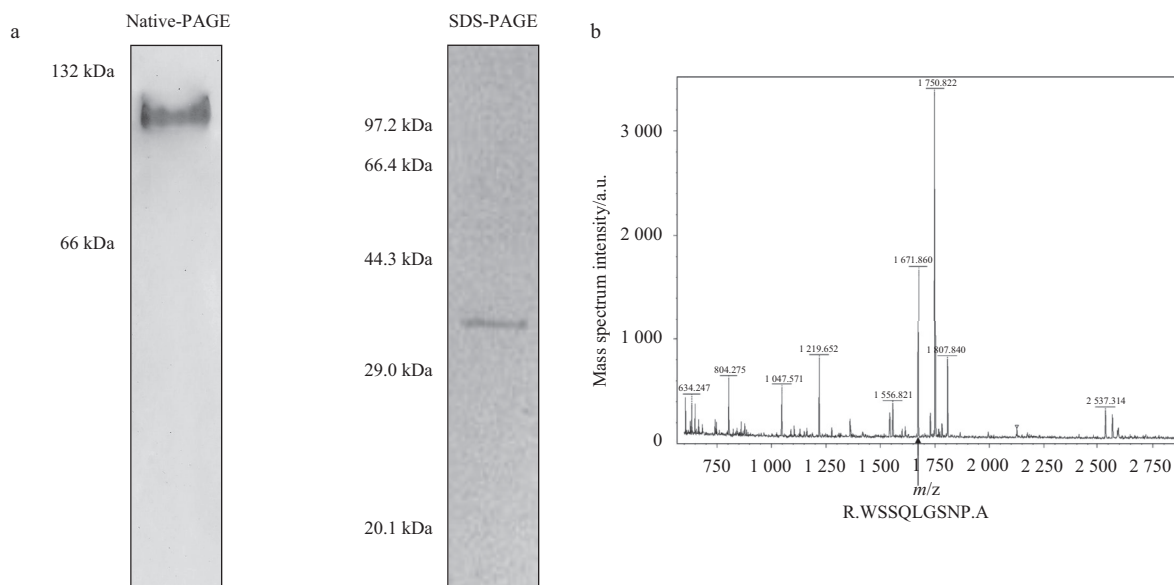 a
Native-PAGE
132 kDa
66 kDa
SDS-PAGE
97.2 kDa
66.4 kDa
44.3 kDa
29.0 kDa
20.1 kDa
b
Mass spectrum intensity/a.u.
3 000
2 000
1 000
0
634.247
804.275
1 047.571
1 219.652
1 556.821
1 671.860
1 750.822
1 807.840
2 537.314
750
1 000
1 250
1 500
1 750
2 000
2 250
2 500
2 750
m/z
R.WSSQLGSNP.A